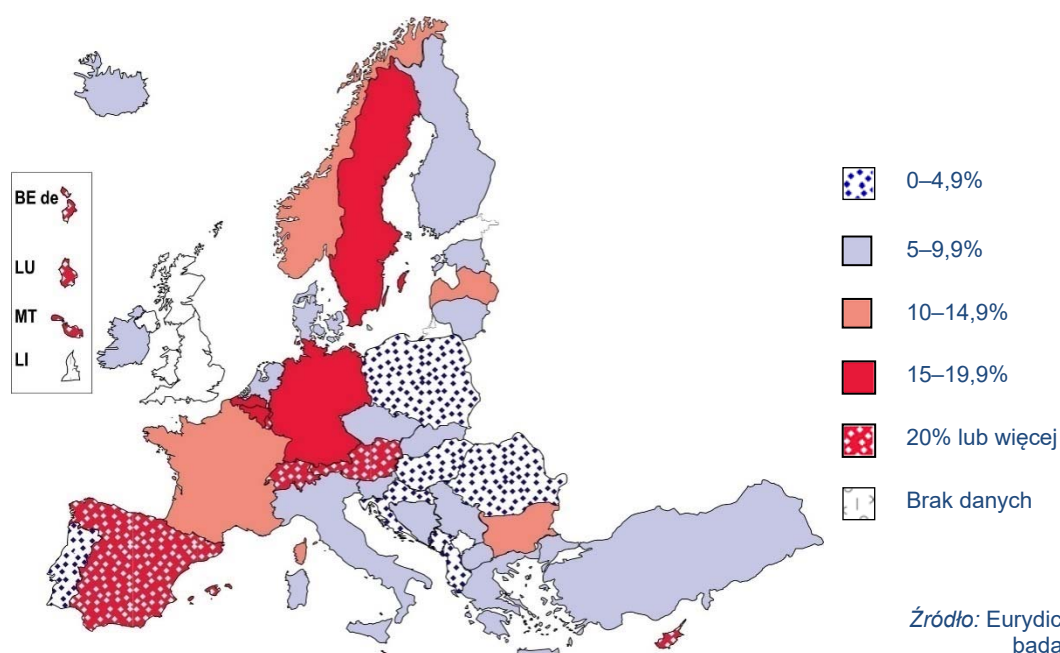 BE de
LU
MT
LI
0–4,9%
5–9,9%
10–14,9%
15–19,9%
20% lub więcej
Brak danych
Źródło: Eurydic
bada